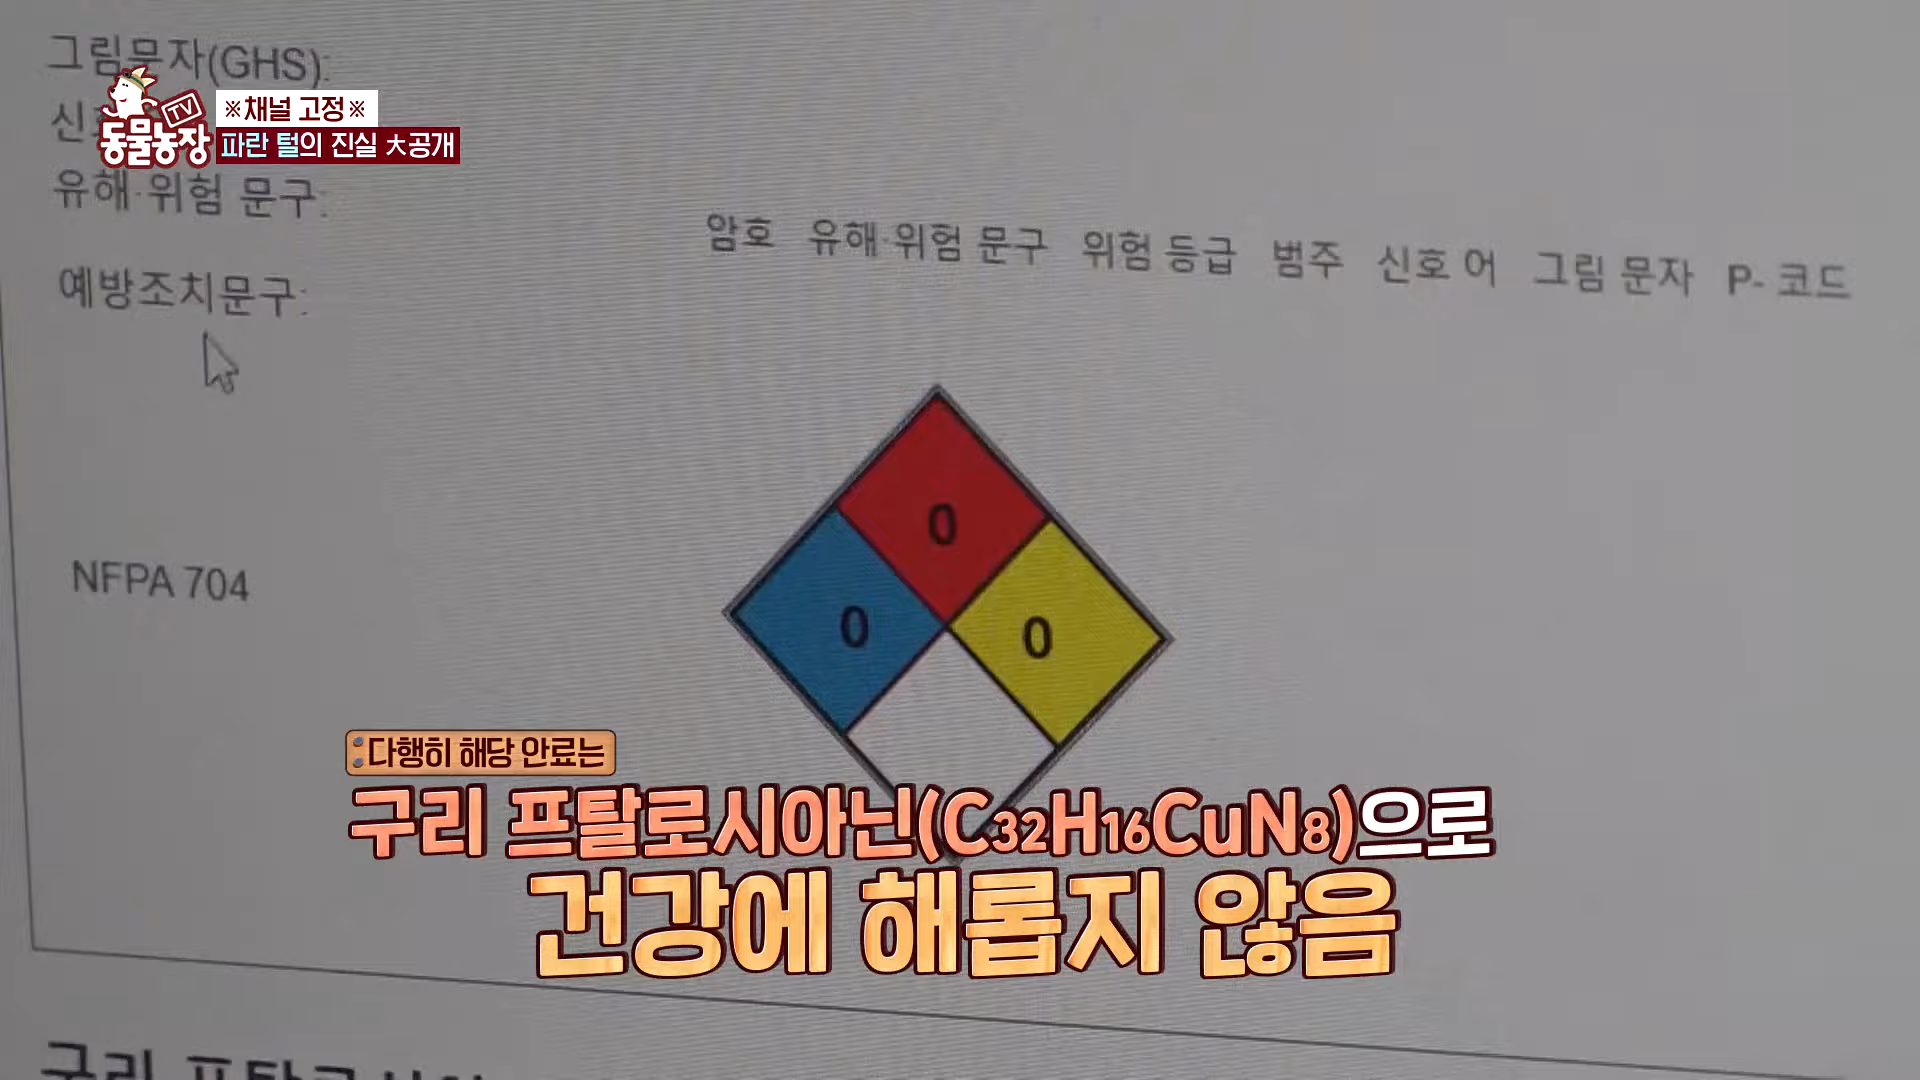 그림문자(GHS):
TV
동물농장
※채널 고정※
파란 털의 진실 大공개
신
유해·위험 문구:
암호 유해·위험 문구 위험 등급 범주 신호 어 그림 문자 P- 코드
예방조치문구:
0
NFPA 704
0
0
다행히 해당 안료는
구리 프탈로시아닌(C32H16CuN8)으로
건강에 해롭지 않음